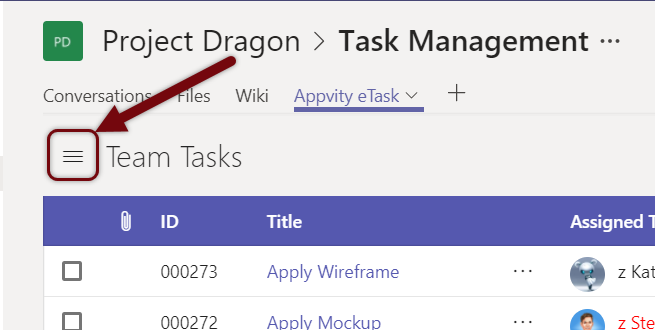 PD Project Dragon > Task Management ···
Conversations Files Wiki Appvity eTask +
Team Tasks
ID Title Assigned T
000273 Apply Wireframe ··· z Kat
000272 Apply Mockup ··· z Ste